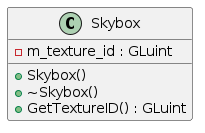 C Skybox
m_texture_id : GLuint
Skybox()
~Skybox()
GetTextureID() : GLuint